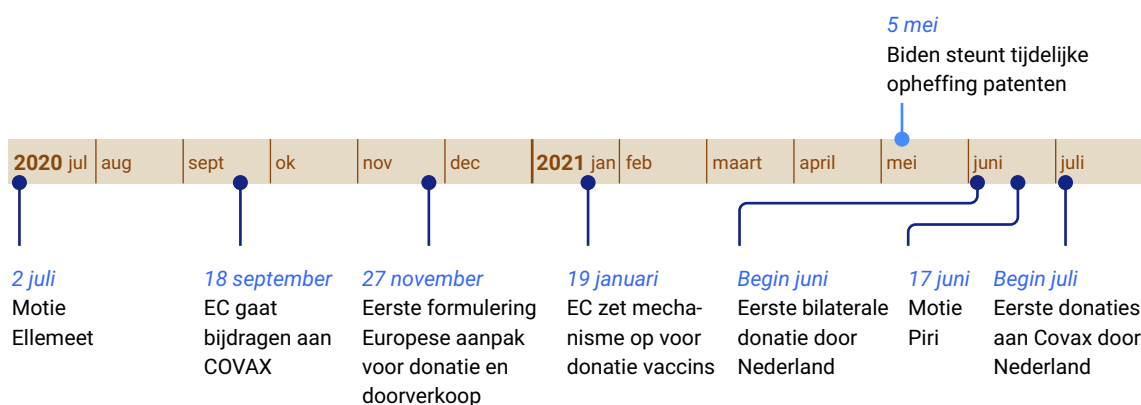 5 mei
Biden steunt tijdelijke
opheffing patenten
2020 jul aug sept ok nov dec 2021 jan feb maart april mei juni juli
2 juli
Motie
Ellemeet
18 september
EC gaat
bijdragen aan
COVAX
27 november
Eerste formulering
Europese aanpak
voor donatie en
doorverkoop
19 januari
EC zet mecha-
nisme op voor
donatie vaccins
Begin juni
Eerste bilaterale
donatie door
Nederland
17 juni
Motie
Piri
Begin juli
Eerste donaties
aan Covax door
Nederland